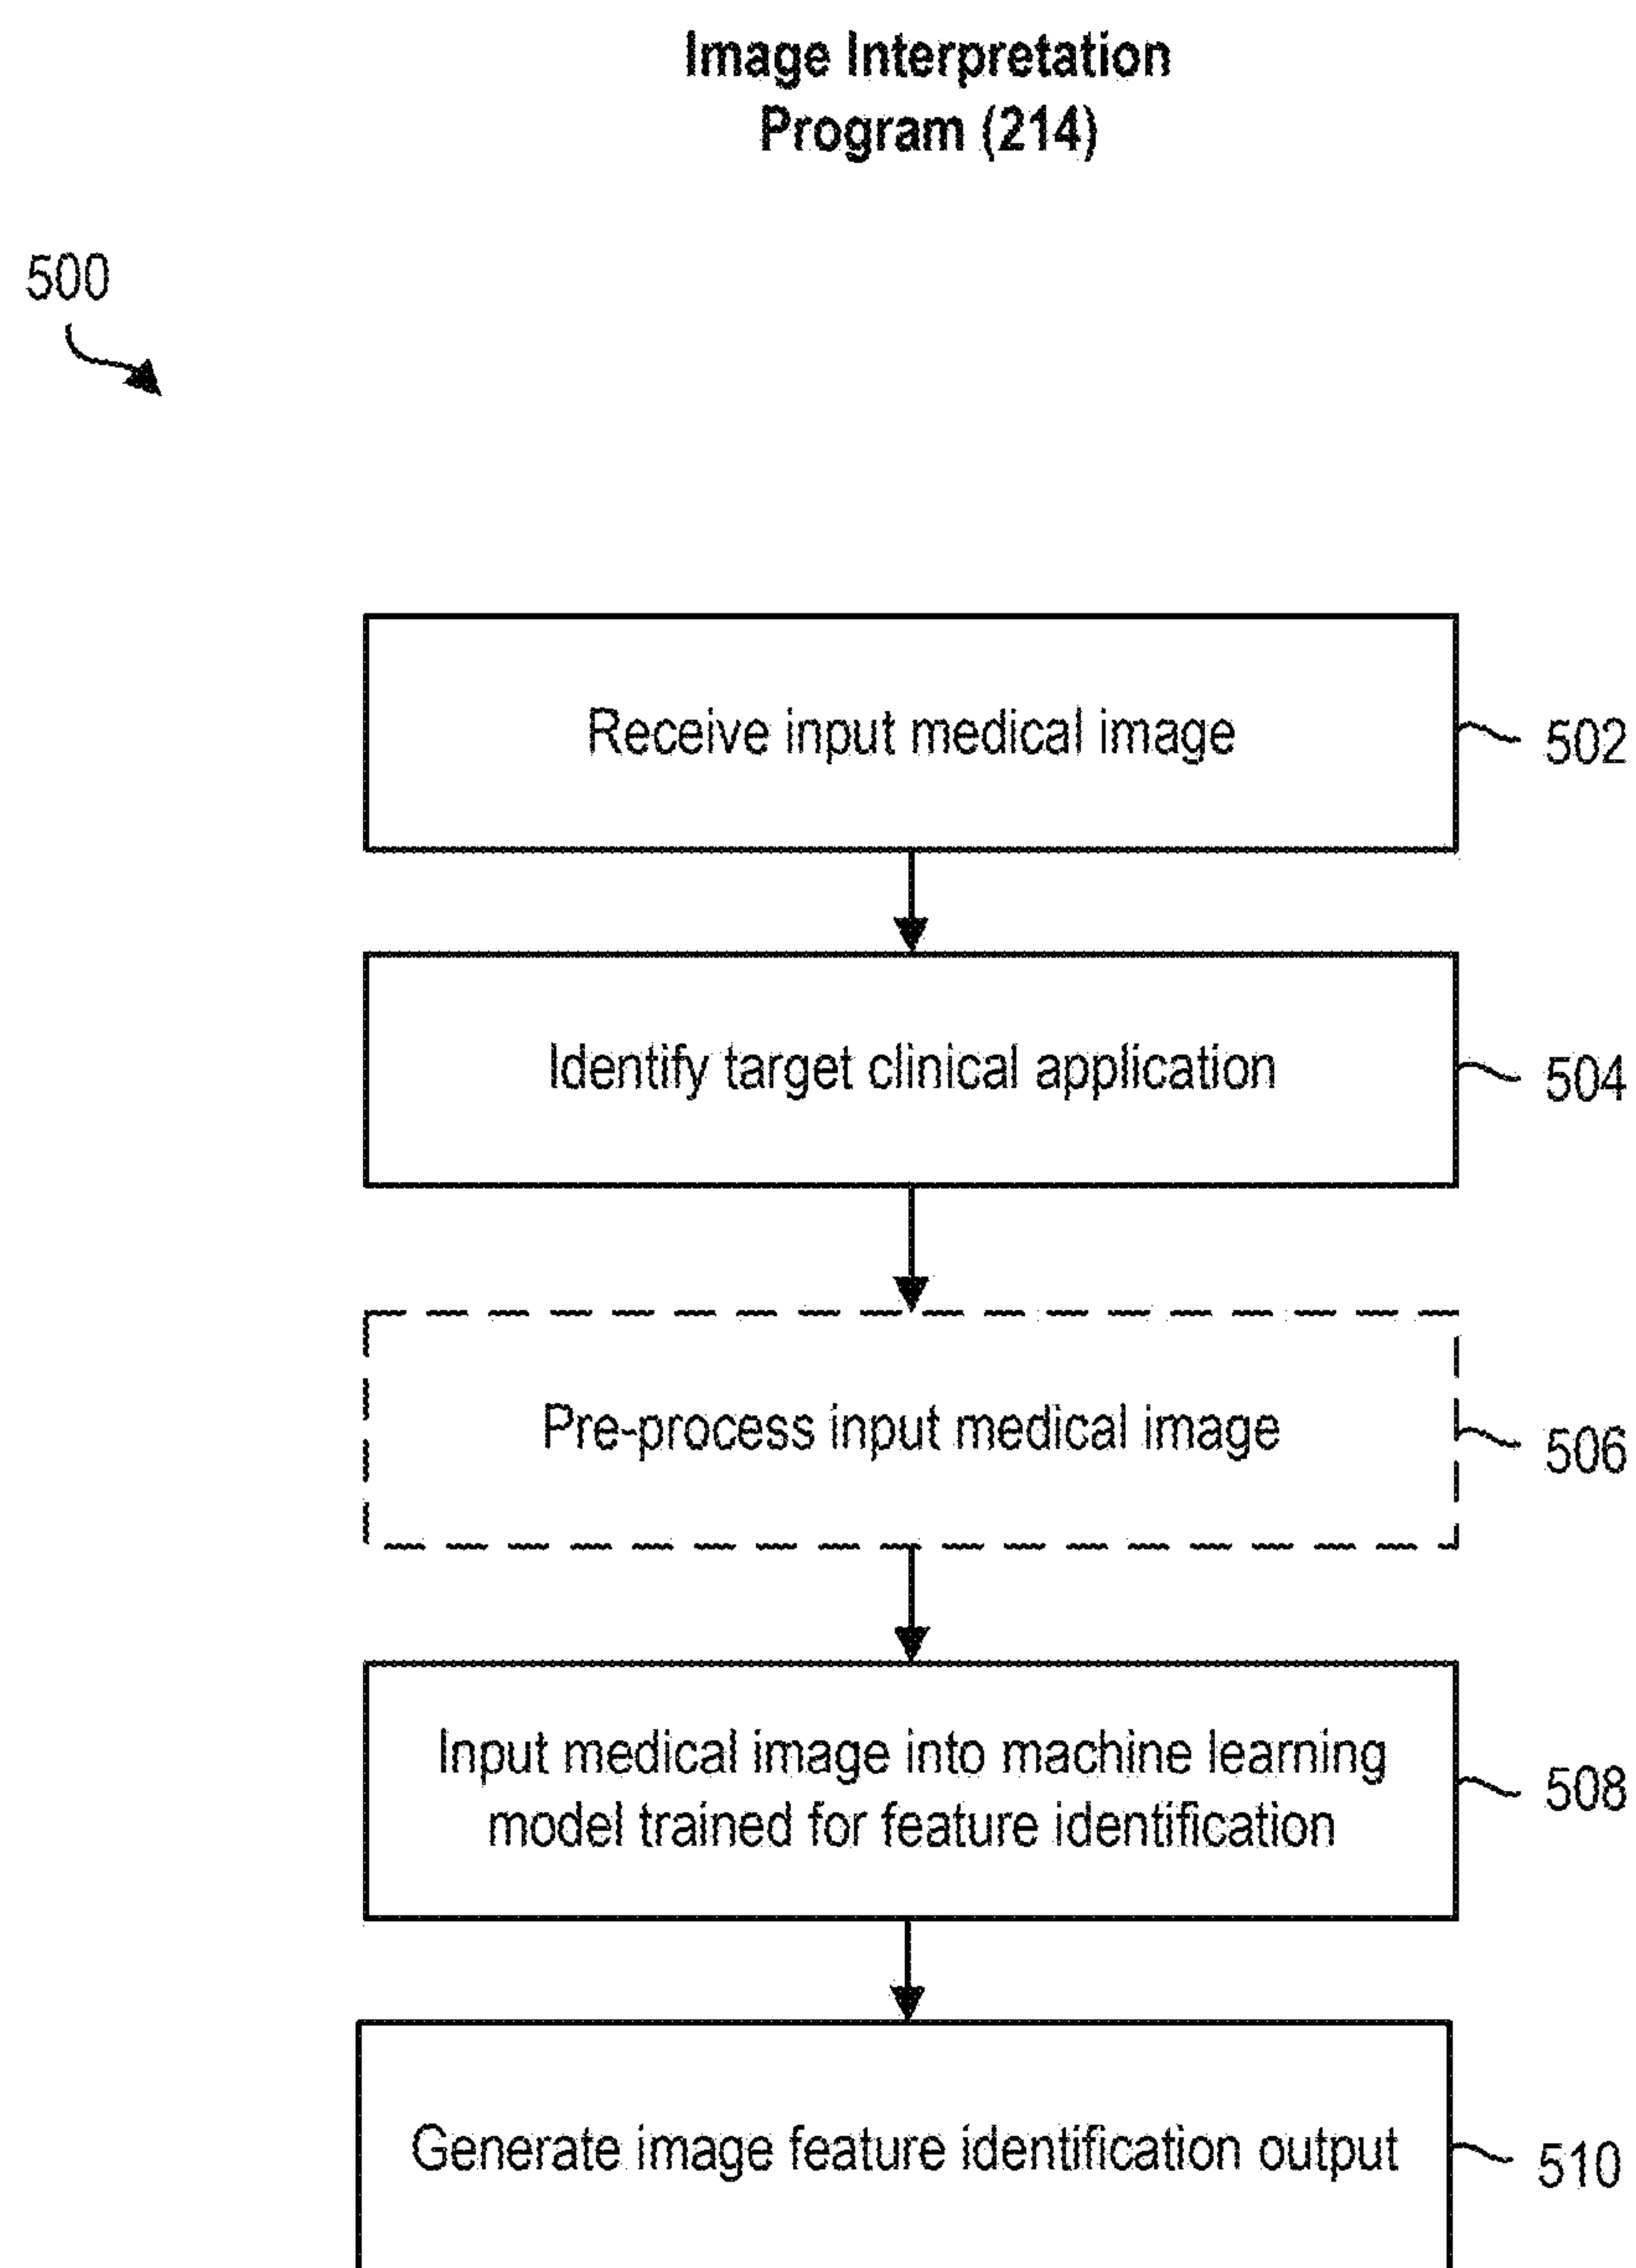 Image Interpretation
Program (214)
500
Receive input medical image
502
Identify target clinical application
504
Pre-process input medical image
506
Input medical image into machine learning
model trained for feature identification
508
Generate image feature identification output
510